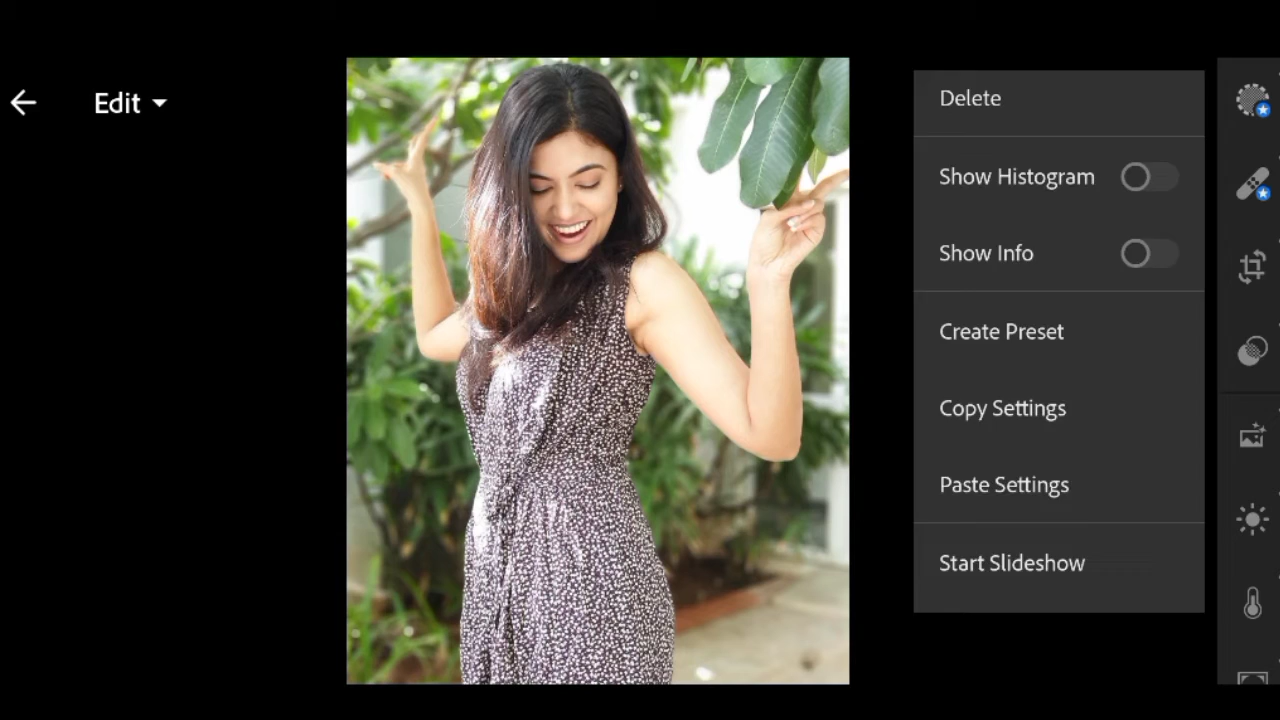 Edit
Delete
Show Histogram
Show Info
Create Preset
Copy Settings
Paste Settings
Start Slideshow